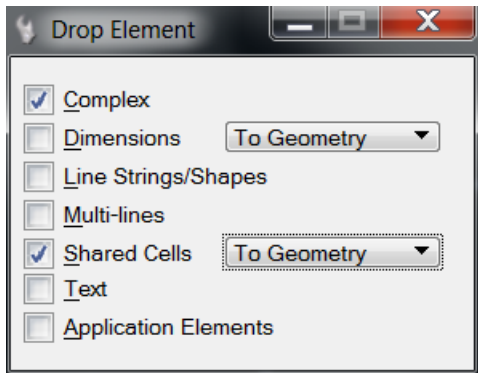 Drop Element
Complex
Dimensions To Geometry
Line Strings/Shapes
Multi-lines
Shared Cells To Geometry
Text
Application Elements